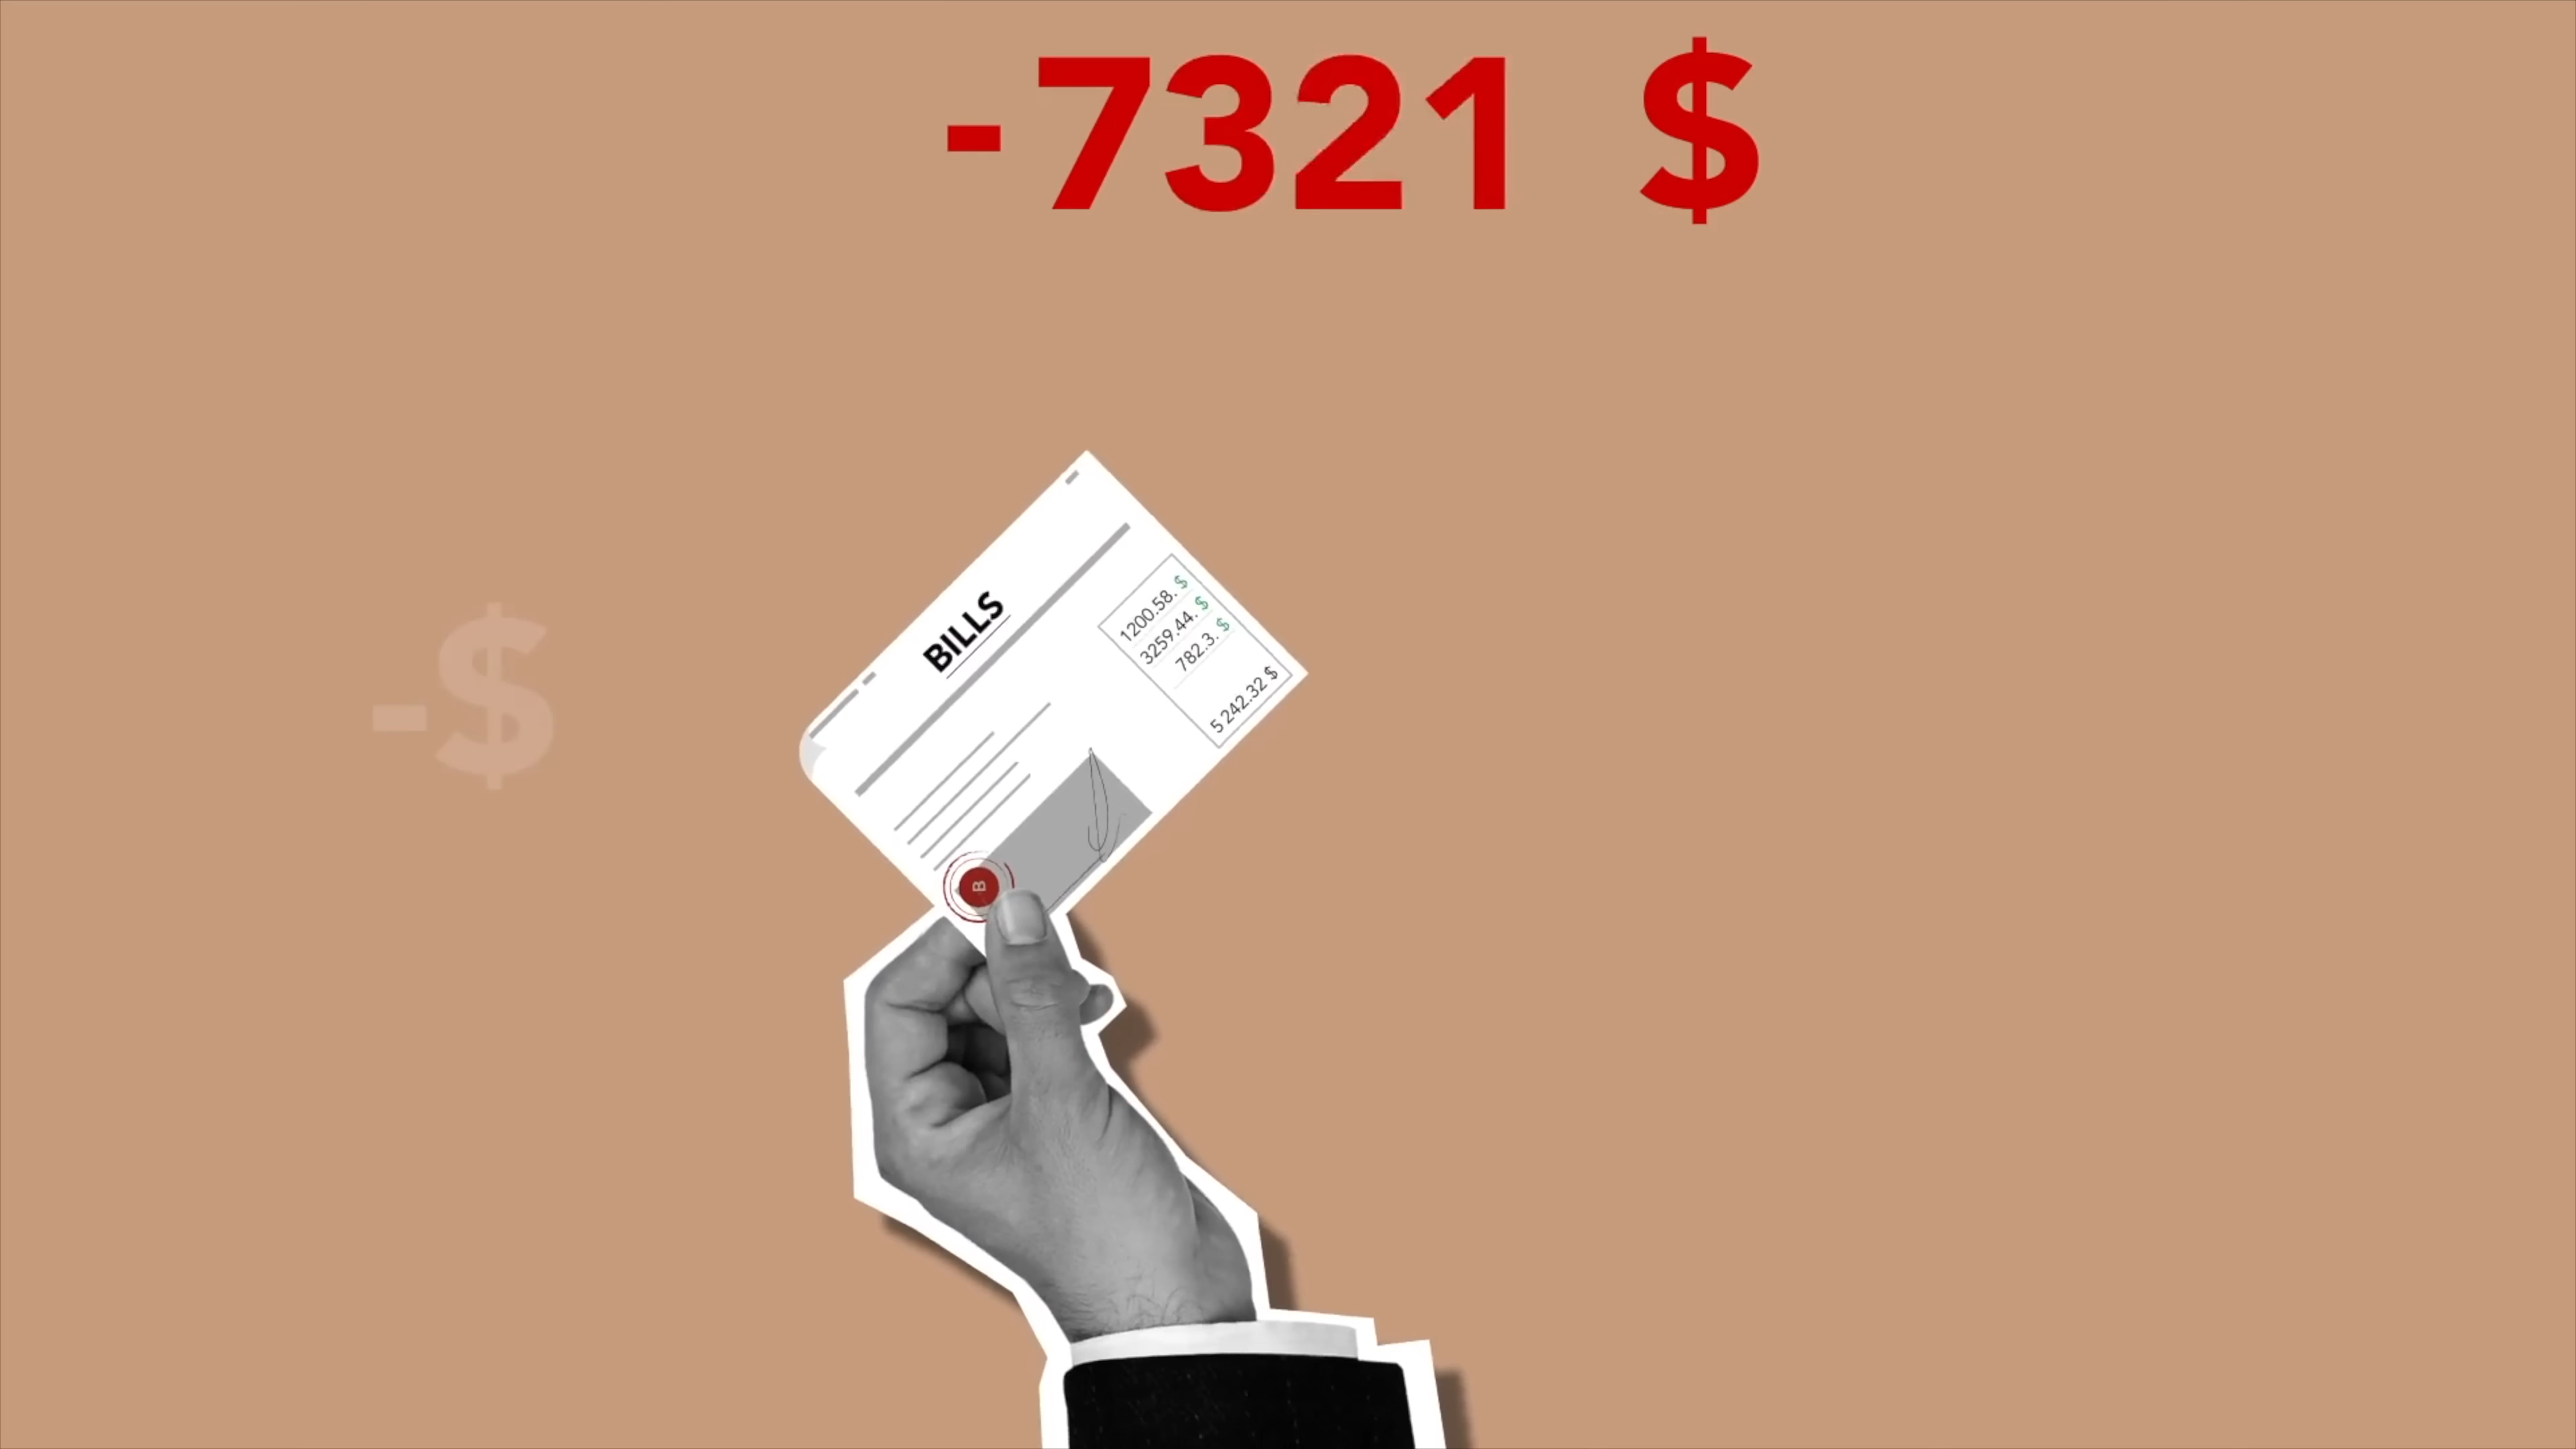 -7321 $
-$
BILLS
1200.58. $
3259.44. $
782.3. $
5 242.32 $
B